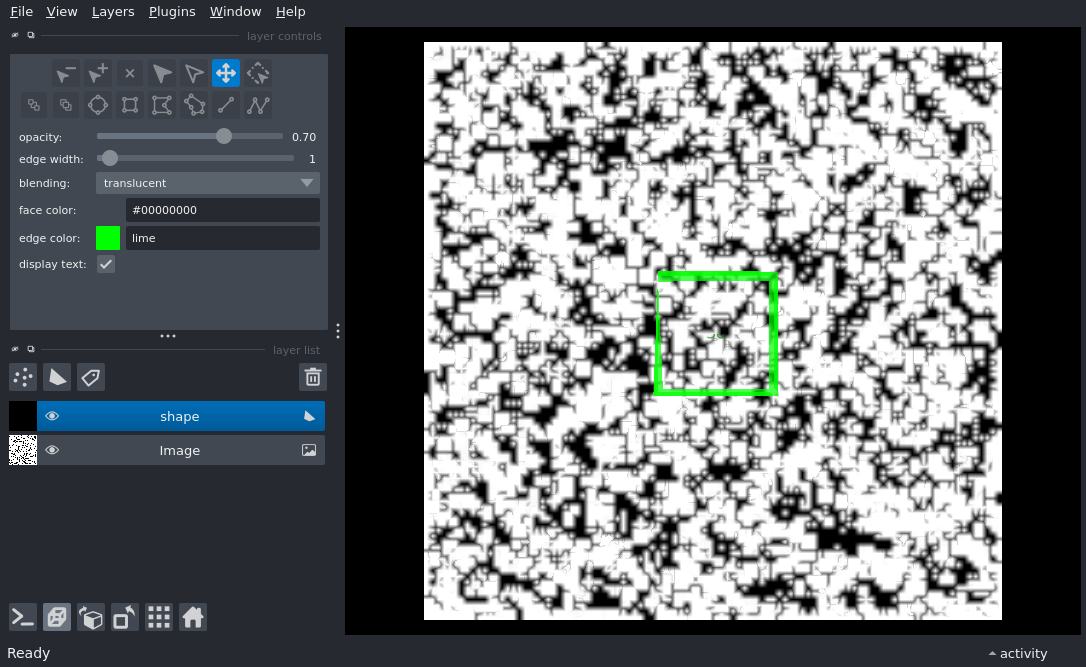 File View Layers Plugins Window Help
layer controls
opacity: 0.70
edge width: 1
blending: translucent
face color: #00000000
edge color: lime
display text:
layer list
shape
Image
Ready
activity